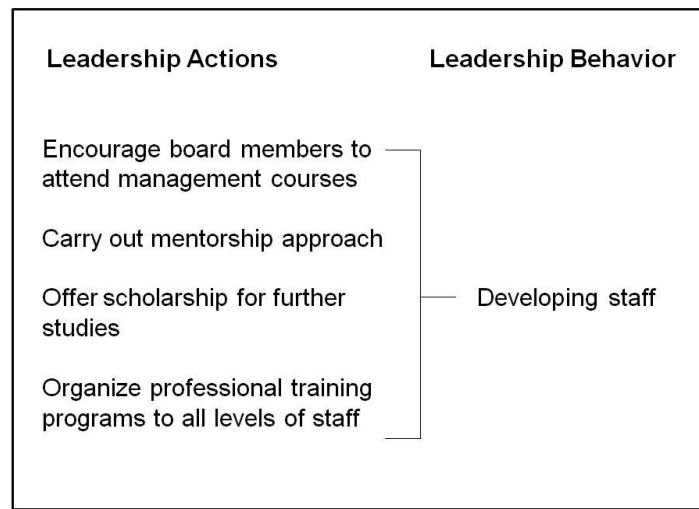 Leadership Actions
Leadership Behavior
Encourage board members to
attend management courses
Carry out mentorship approach
Offer scholarship for further
studies
Developing staff
Organize professional training
programs to all levels of staff